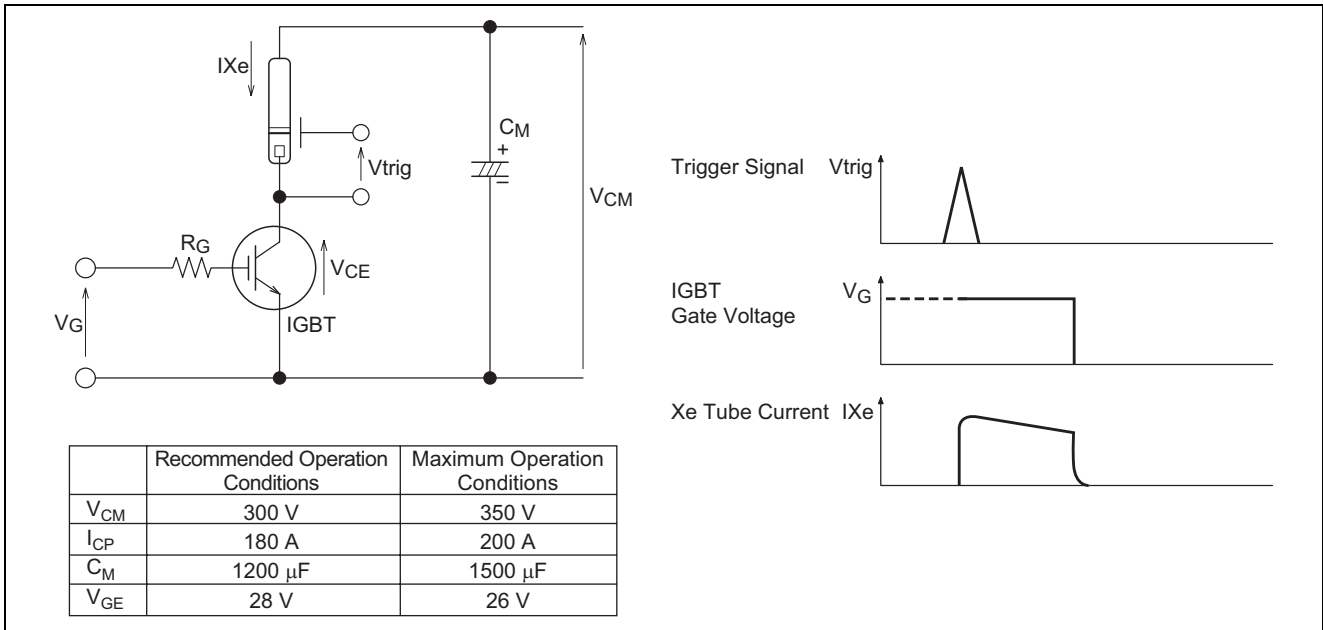 IXe
Vtrig
CM
VCM
RG
VCE
VG
IGBT
Trigger Signal Vtrig
IGBT
Gate Voltage
VG
Xe Tube Current IXe
Recommended Operation Conditions Maximum Operation Conditions
VCM 300 V 350 V
ICP 180 A 200 A
CM 1200 μF 1500 μF
VGE 28 V 26 V